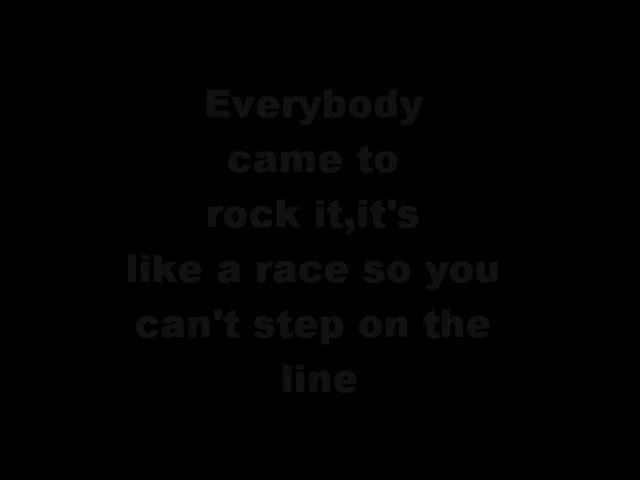 Everybody
came to
rock it,it's
like a race so you
can't step on the
line